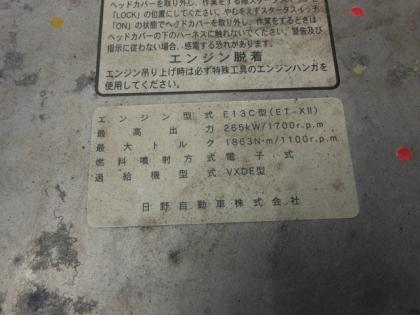 ヘッドカバーを取り外し、作業をする際スター
「LOCK」の位置にしてください。やむをえずスタータスイッチ
「ON」の状態でヘッドカバーを取り外し、作業をするときは
ヘッドカバーの下のハーネスに触れないでください。警告及び
指示に従わない場合、感電する恐れがあります。
エンジン脱着
エンジン吊り上げ時は必ず特殊工具のエンジンハンガを
使用してください。
エンジン型式 E13C型(ET-XII)
最高出力 265kW/1700r.p.m
最大トルク 1863N·m/1100r.p.m
燃料噴射方式 電子式
過給機型式 VXDE型
日野自動車株式会社